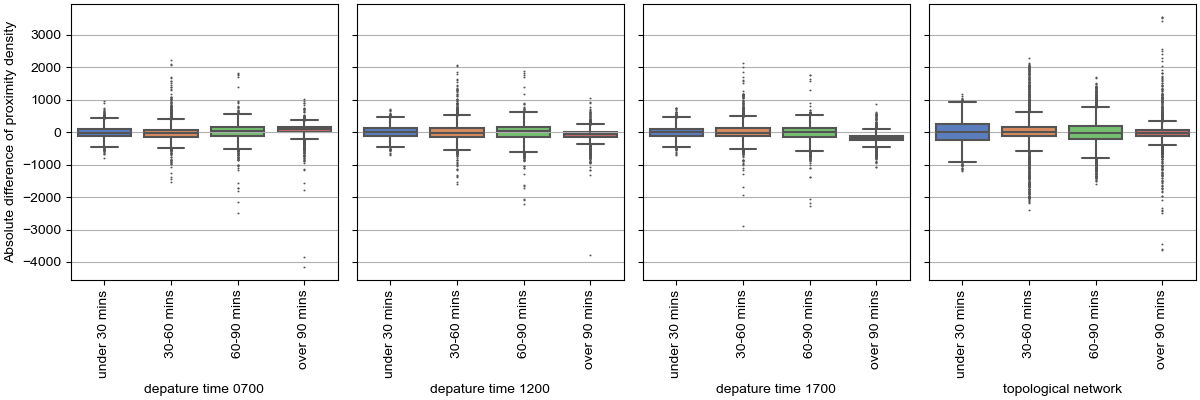 Absolute difference of proximity density
3000
2000
1000
0
−1000
−2000
−3000
−4000
under 30 mins
30-60 mins
60-90 mins
over 90 mins
depature time 0700
under 30 mins
30-60 mins
60-90 mins
over 90 mins
depature time 1200
under 30 mins
30-60 mins
60-90 mins
over 90 mins
depature time 1700
under 30 mins
30-60 mins
60-90 mins
over 90 mins
topological network